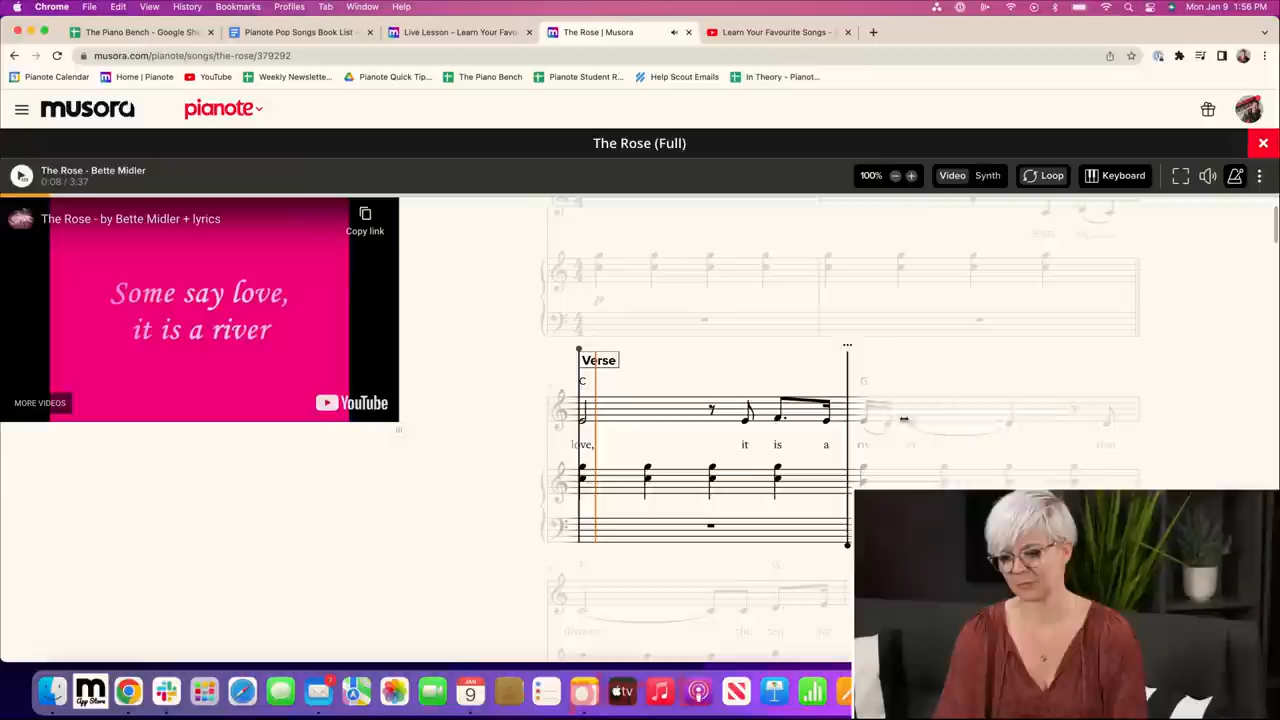 Chrome File Edit View History Bookmarks Profiles Tab Window Help Mon Jan 9 1:56 PM
The Piano Bench - Google She Pianote Pop Songs Book List - Live Lesson - Learn Your Favo The Rose | Musora Learn Your Favourite Songs -
musora.com/pianote/songs/the-rose/379292
Pianote Calendar Home | Pianote YouTube Weekly Newslette... Pianote Quick Tip... The Piano Bench Pianote Student R... Help Scout Emails In Theory - Pianot...
musora pianote
The Rose (Full)
The Rose - Bette Midler
0:08 / 3:37
100% Video Synth Loop Keyboard
The Rose - by Bette Midler + lyrics
Copy link
Some say love,
it is a river
MORE VIDEOS
YouTube
p
Verse
C G
love, it is a riv er
F G
9
JAN
tv